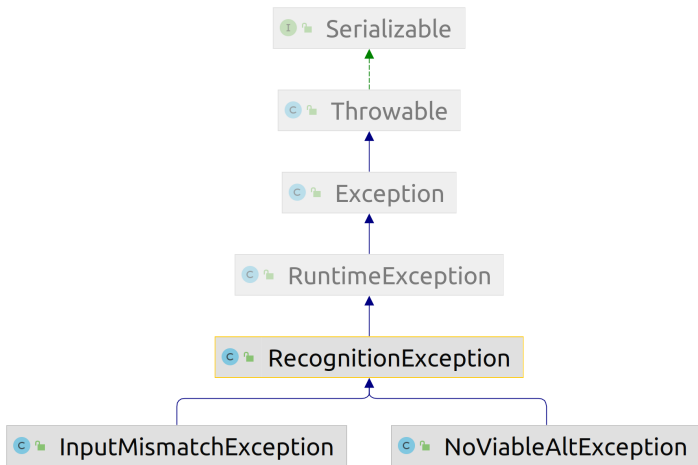 I Serializable
C Throwable
C Exception
C RuntimeException
C RecognitionException
C InputMismatchException
C NoViableAltException